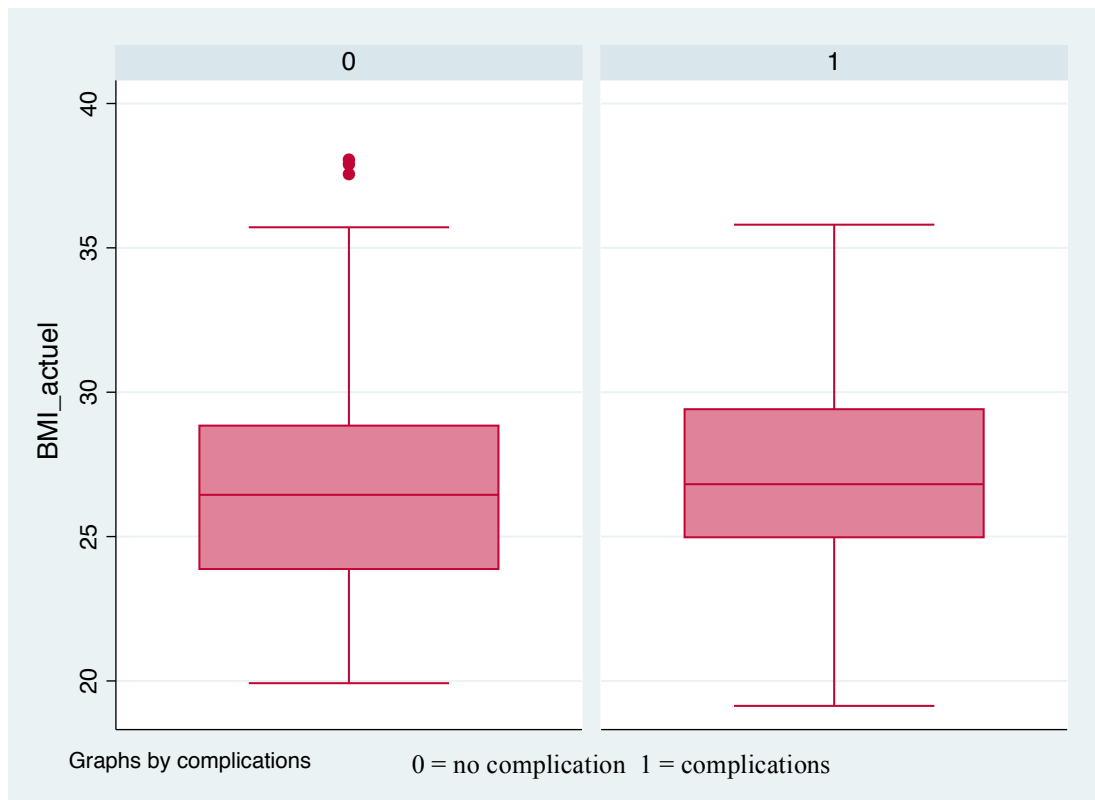 0
1
40
35
30
25
20
BMI_actuel
Graphs by complications
0 = no complication 1 = complications